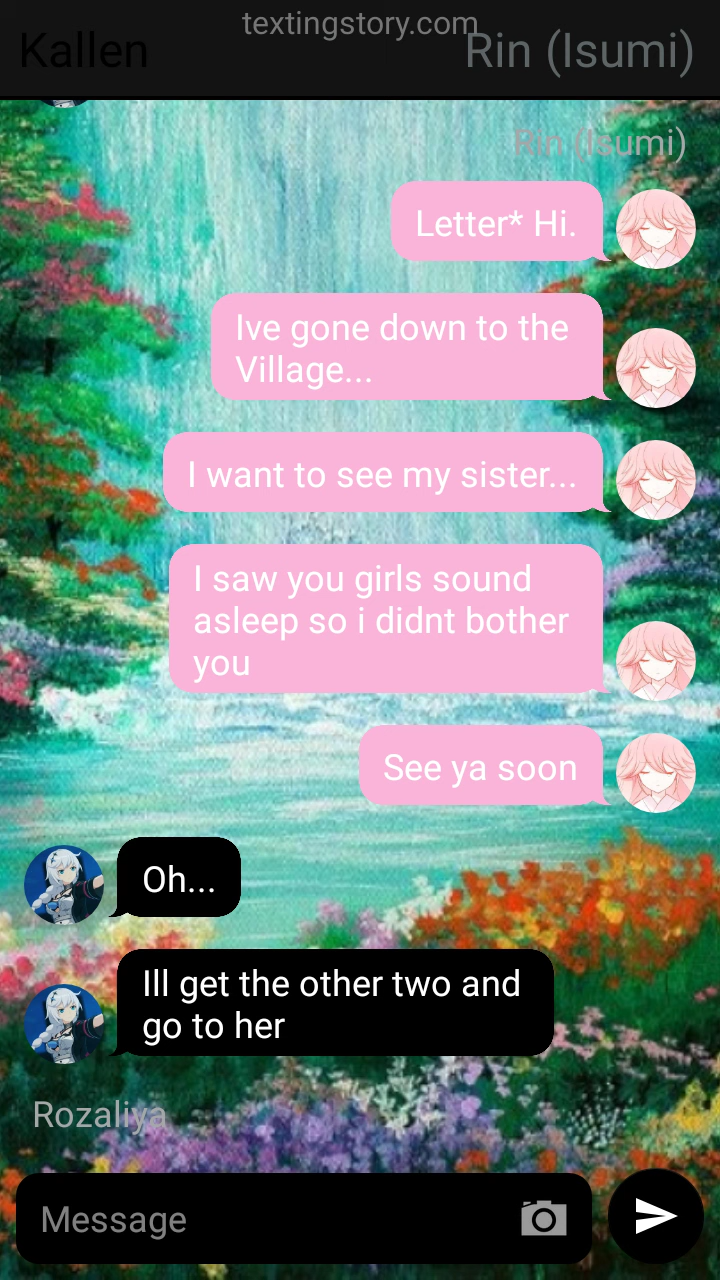 textingstory.com
Kallen
Rin (Isumi)
Rin (Isumi)
Letter* Hi.
Ive gone down to the
Village...
I want to see my sister...
I saw you girls sound
asleep so i didnt bother
you
See ya soon
Oh...
Ill get the other two and
go to her
Rozaliya
Message